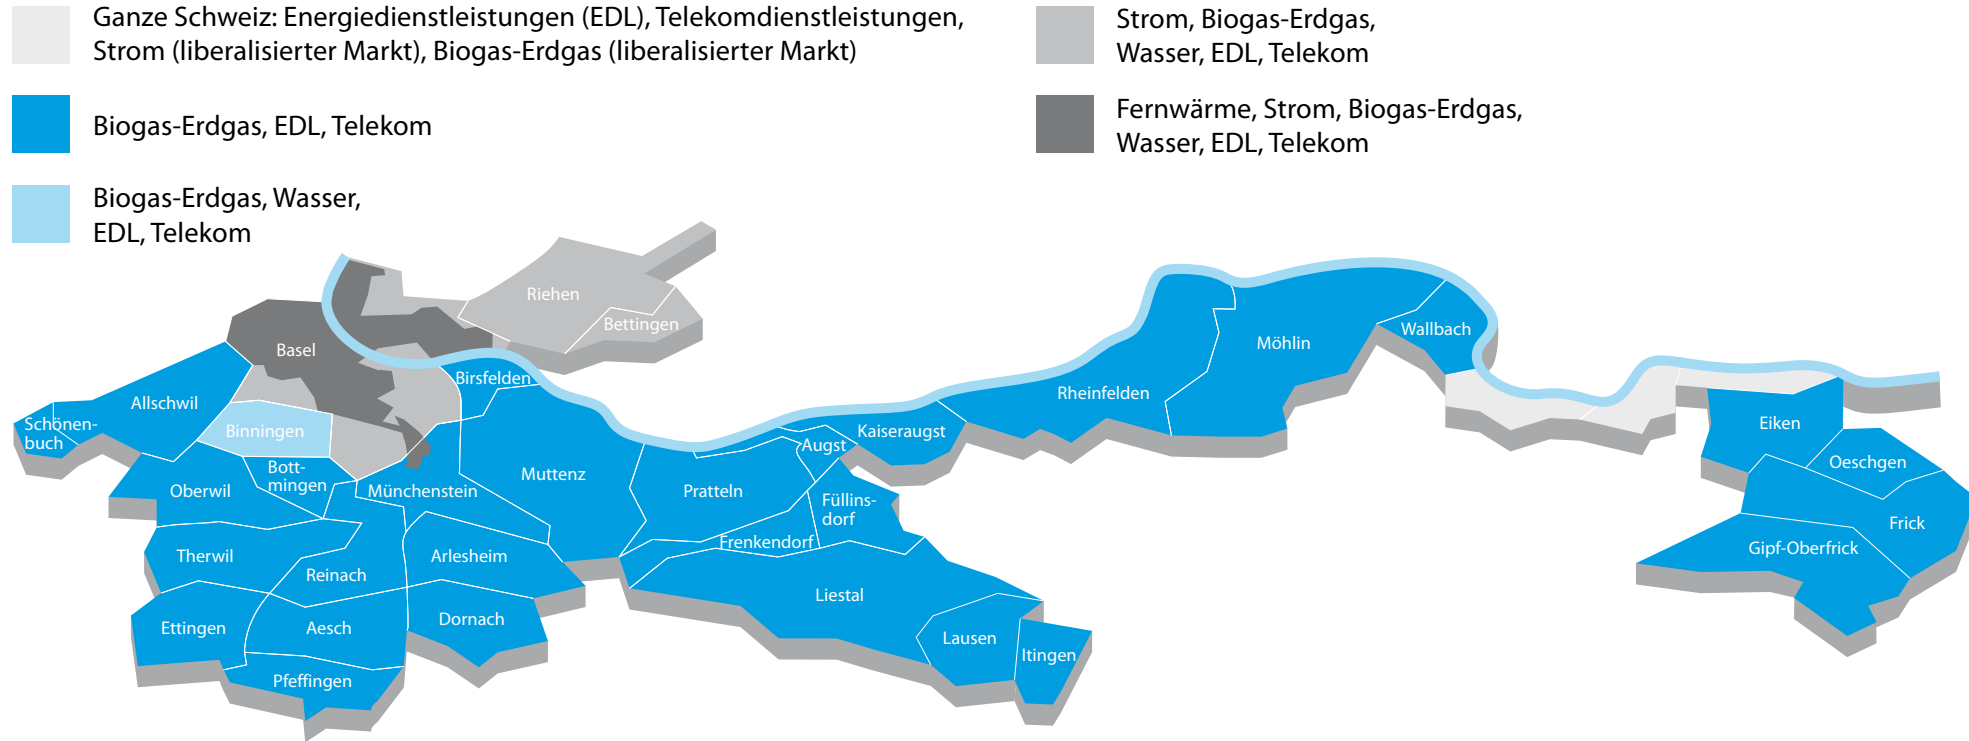 Ganze Schweiz: Energiedienstleistungen (EDL), Telekomdienstleistungen,
Strom (liberalisierter Markt), Biogas-Erdgas (liberalisierter Markt)
Biogas-Erdgas, EDL, Telekom
Biogas-Erdgas, Wasser,
EDL, Telekom
Strom, Biogas-Erdgas,
Wasser, EDL, Telekom
Fernwärme, Strom, Biogas-Erdgas,
Wasser, EDL, Telekom
Riehen
Bettingen
Basel
Birsfelden
Allschwil
Schönen-
buch
Binningen
Bott-
mingen
Oberwil
Münchenstein
Muttenz
Therwil
Reinach
Arlesheim
Ettingen
Aesch
Dornach
Pfeffingen
Pratteln
Augst
Kaiseraugst
Füllins-
dorf
Frenkendorf
Liestal
Lausen
Itingen
Rheinfelden
Möhlin
Wallbach
Eiken
Oeschgen
Frick
Gipf-Oberfrick